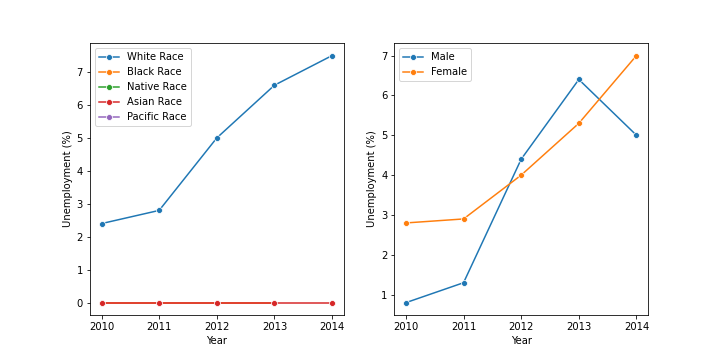 White Race
Black Race
Native Race
Asian Race
Pacific Race
7
6
5
4
3
2
1
0
Unemployment (%)
2010 2011 2012 2013 2014
Year
Male
Female
7
6
5
4
3
2
1
Unemployment (%)
2010 2011 2012 2013 2014
Year